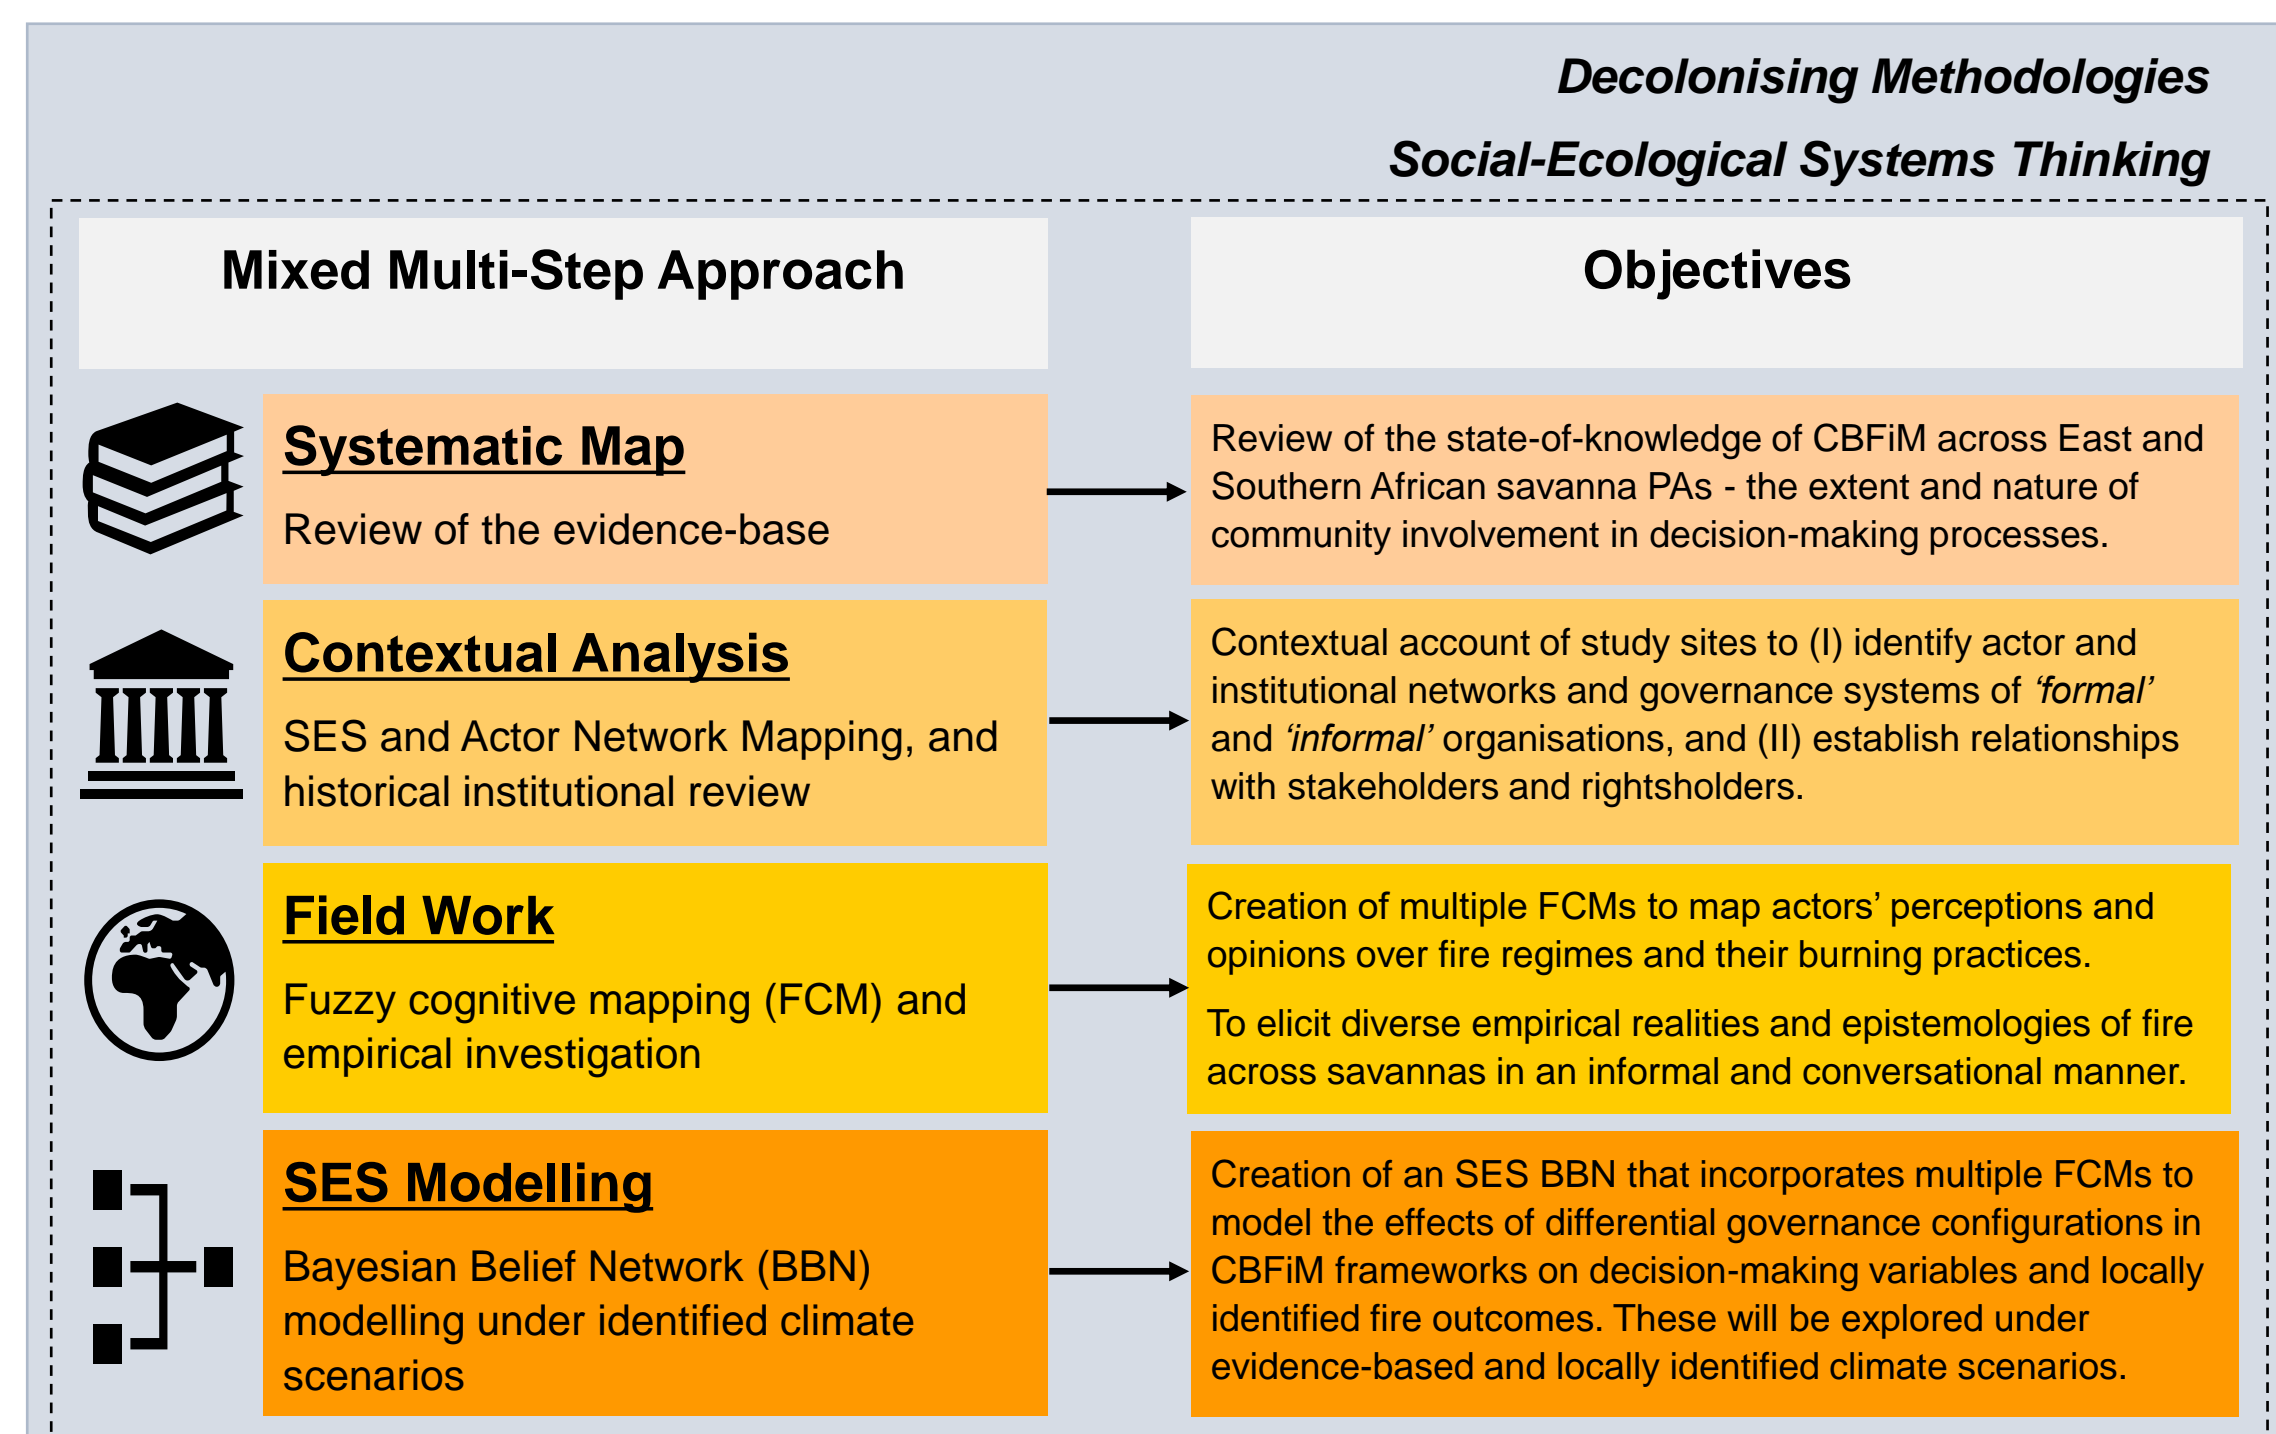 Decolonising Methodologies
Social-Ecological Systems Thinking
Mixed Multi-Step Approach
Objectives
Systematic Map
Review of the evidence-base
Review of the state-of-knowledge of CBFiM across East and
Southern African savanna PAs - the extent and nature of
community involvement in decision-making processes.
Contextual Analysis
SES and Actor Network Mapping, and
historical institutional review
Contextual account of study sites to (I) identify actor and
institutional networks and governance systems of ‘formal’
and ‘informal’ organisations, and (II) establish relationships
with stakeholders and rightsholders.
Field Work
Fuzzy cognitive mapping (FCM) and
empirical investigation
Creation of multiple FCMs to map actors’ perceptions and
opinions over fire regimes and their burning practices.
To elicit diverse empirical realities and epistemologies of fire
across savannas in an informal and conversational manner.
SES Modelling
Bayesian Belief Network (BBN)
modelling under identified climate
scenarios
Creation of an SES BBN that incorporates multiple FCMs to
model the effects of differential governance configurations in
CBFiM frameworks on decision-making variables and locally
identified fire outcomes. These will be explored under
evidence-based and locally identified climate scenarios.